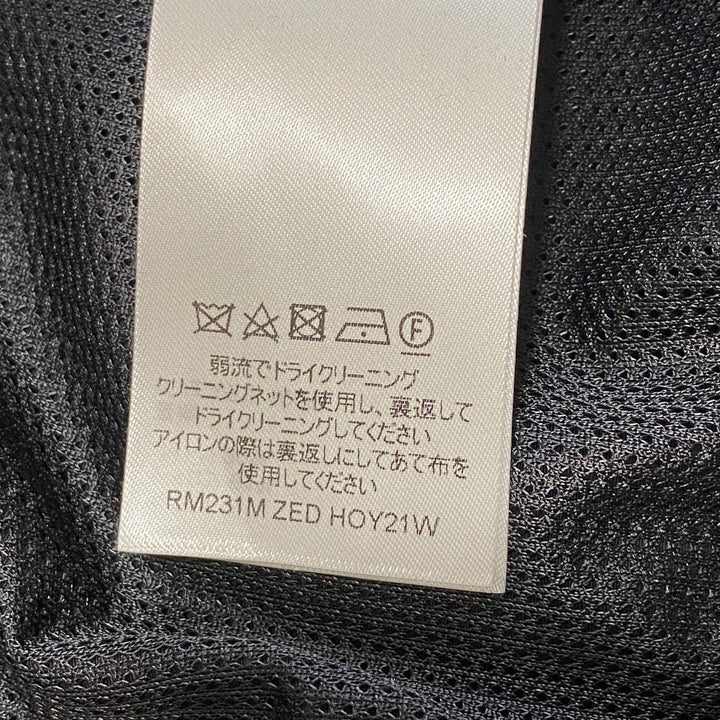 F
弱流でドライクリーニング
クリーニングネットを使用し、裏返して
ドライクリーニングしてください
アイロンの際は裏返しにしてあて布を
使用してください
RM231M ZED HOY21W